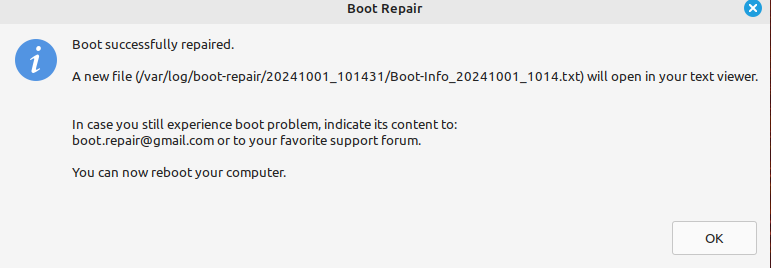 Boot Repair
Boot successfully repaired.
A new file (/var/log/boot-repair/20241001_101431/Boot-Info_20241001_1014.txt) will open in your text viewer.
In case you still experience boot problem, indicate its content to:
boot.repair@gmail.com or to your favorite support forum.
You can now reboot your computer.
OK